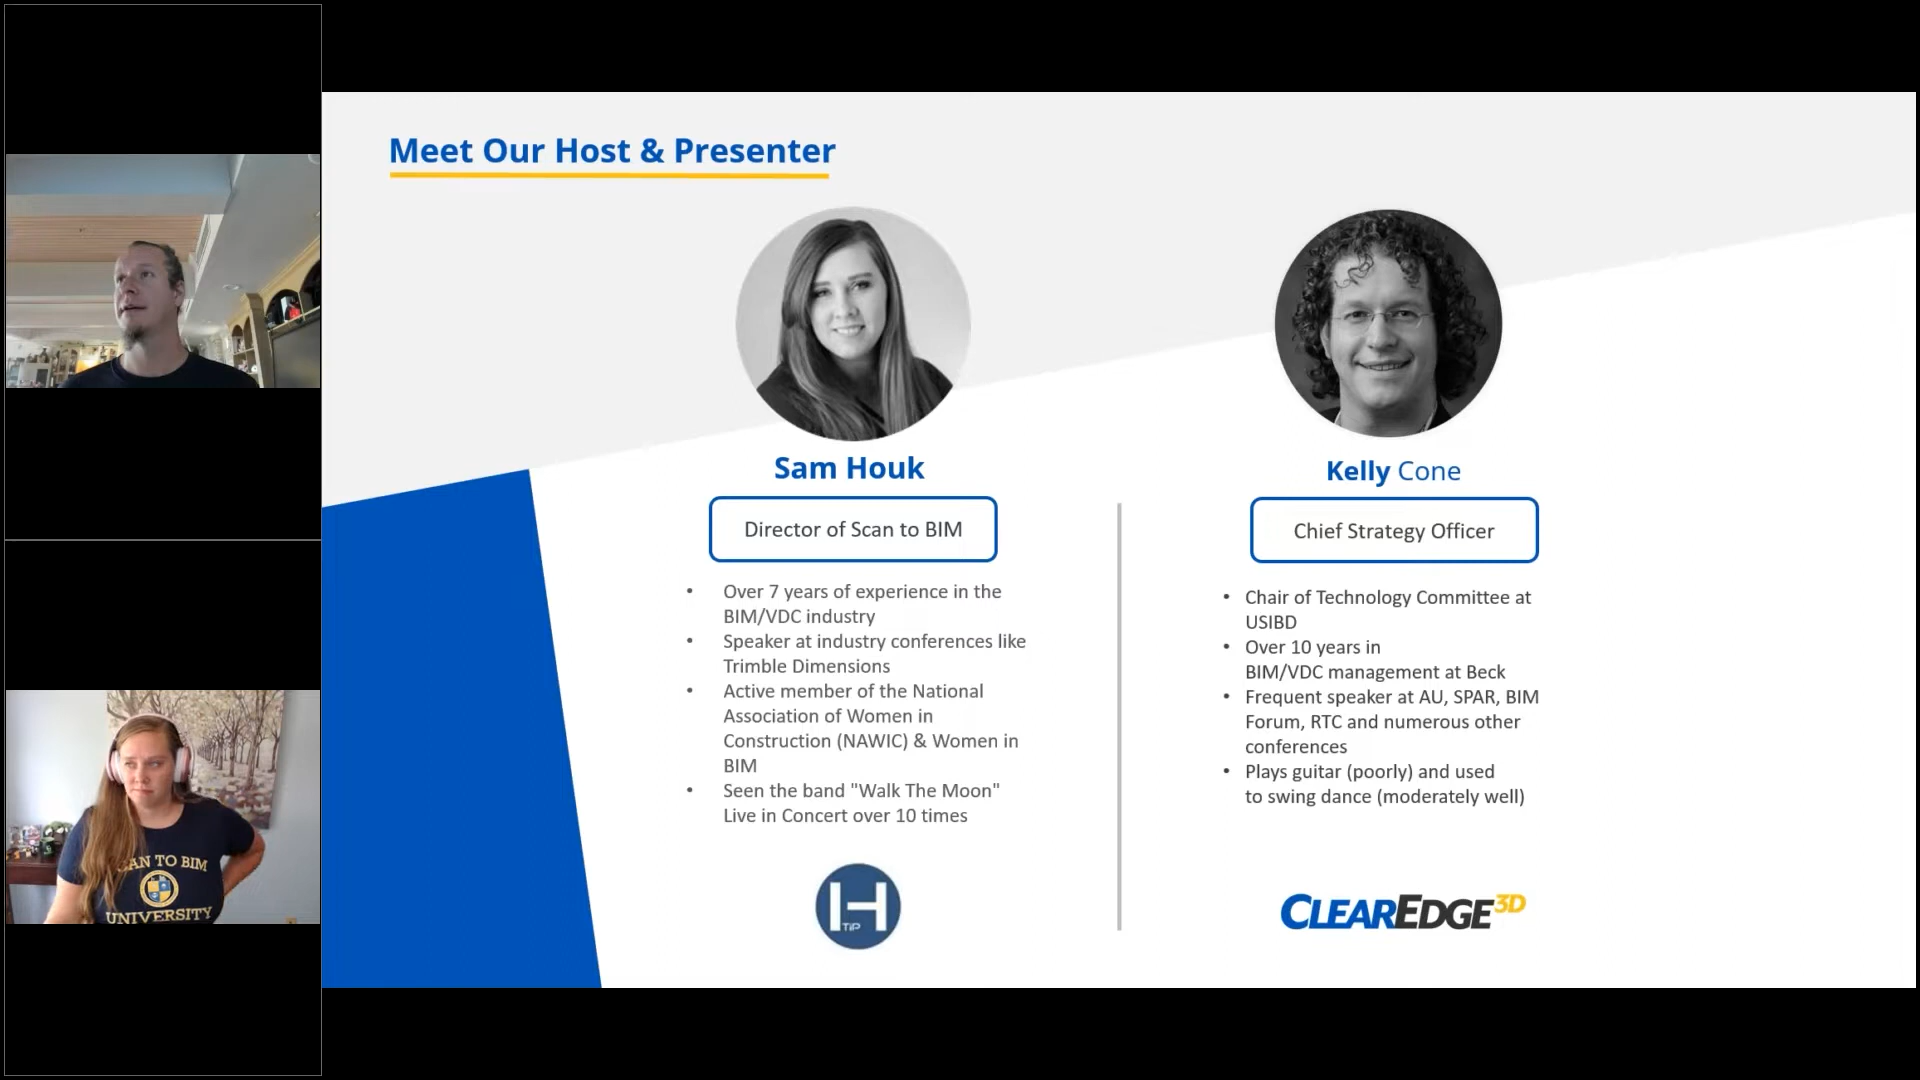 Meet Our Host & Presenter
Sam Houk
Director of Scan to BIM
• Over 7 years of experience in the
BIM/VDC industry
• Speaker at industry conferences like
Trimble Dimensions
• Active member of the National
Association of Women in
Construction (NAWIC) & Women in
BIM
• Seen the band "Walk The Moon"
Live in Concert over 10 times
H
TiP
Kelly Cone
Chief Strategy Officer
• Chair of Technology Committee at
USIBD
• Over 10 years in
BIM/VDC management at Beck
• Frequent speaker at AU, SPAR, BIM
Forum, RTC and numerous other
conferences
• Plays guitar (poorly) and used
to swing dance (moderately well)
CLEAREDGE3D
TO BIM
UNIVERSITY